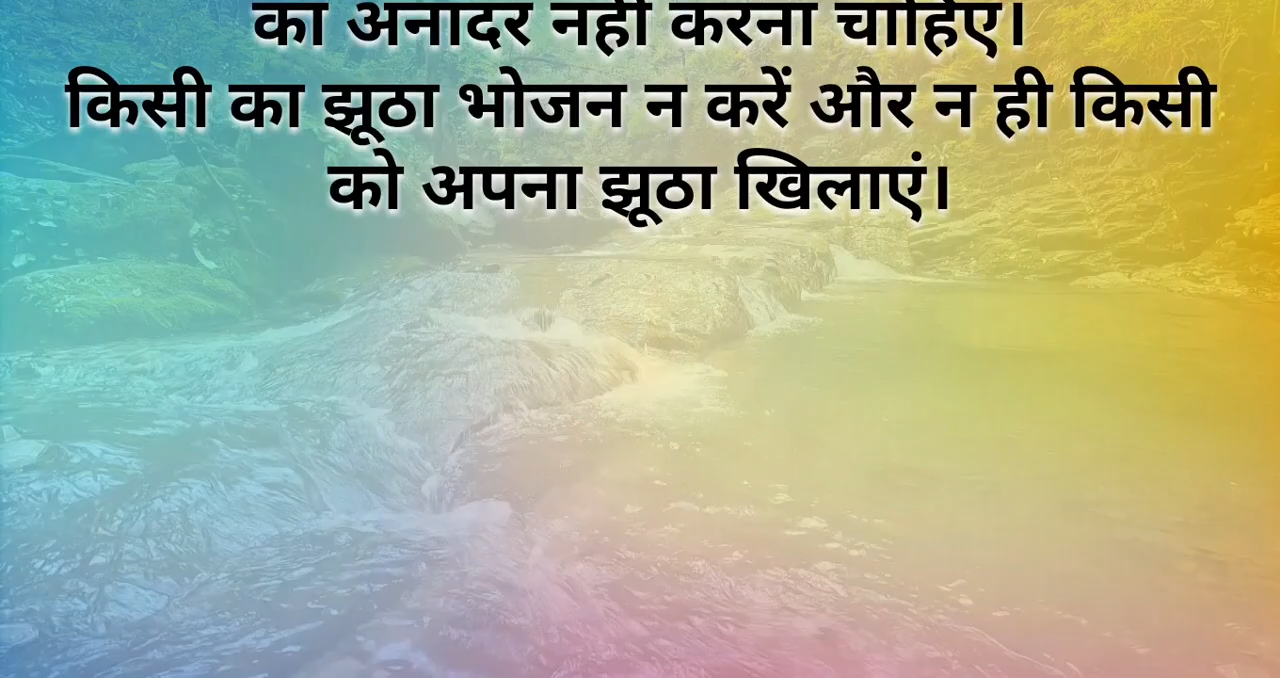 का अनादर नहीं करना चाहिए।
किसी का झूठा भोजन न करें और न ही किसी
को अपना झूठा खिलाएं।